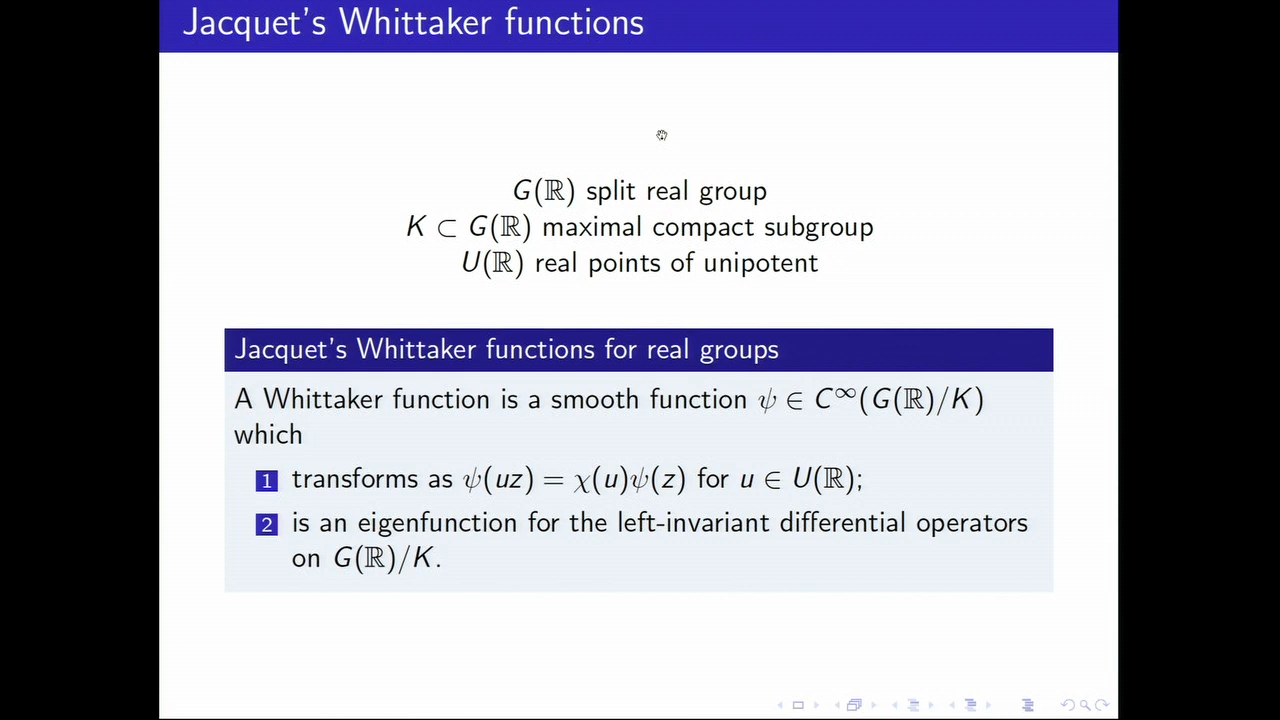 Jacquet's Whittaker functions
G(ℝ) split real group
K ⊂ G(ℝ) maximal compact subgroup
U(ℝ) real points of unipotent
Jacquet's Whittaker functions for real groups
A Whittaker function is a smooth function ψ ∈ C^∞(G(ℝ)/K)
which
1 transforms as ψ(uz) = χ(u)ψ(z) for u ∈ U(ℝ);
2 is an eigenfunction for the left-invariant differential operators
on G(ℝ)/K.